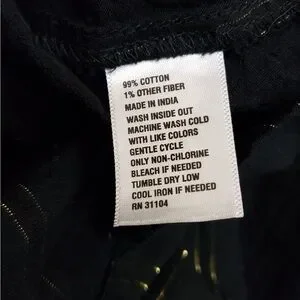 99% COTTON
1% OTHER FIBER
MADE IN INDIA
WASH INSIDE OUT
MACHINE WASH COLD
WITH LIKE COLORS
GENTLE CYCLE
ONLY NON-CHLORINE
BLEACH IF NEEDED
TUMBLE DRY LOW
COOL IRON IF NEEDED
RN 31104